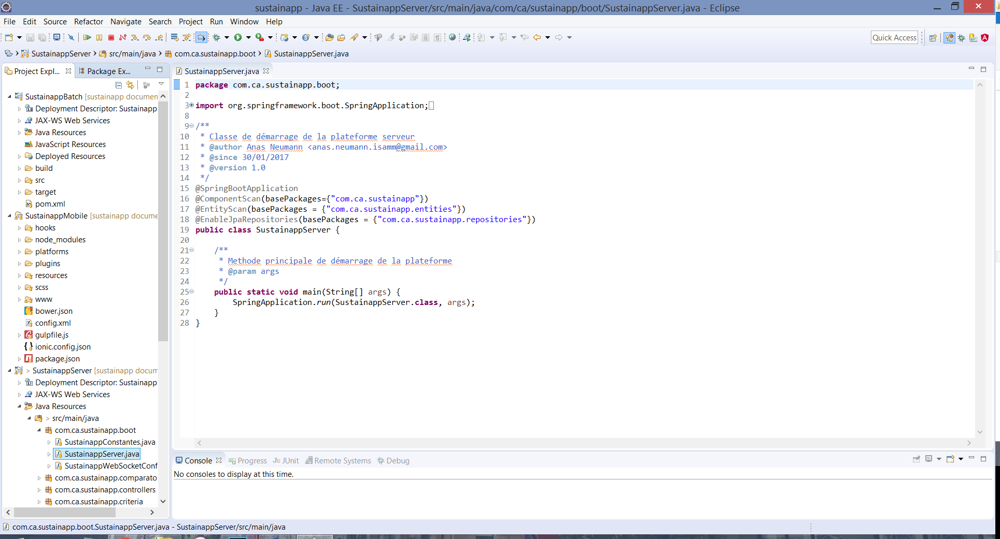 sustainapp - Java EE - SustainappServer/src/main/java/com/ca/sustainapp/boot/SustainappServer.java - Eclipse
File Edit Source Refactor Navigate Search Project Run Window Help
Quick Access
SustainappServer src/main/java com.ca.sustainapp.boot SustainappServer.java
Project Expl... Package Ex...
SustainappBatch [sustainapp documen
Deployment Descriptor: Sustainapp
JAX-WS Web Services
Java Resources
JavaScript Resources
Deployed Resources
build
src
target
pom.xml
SustainappMobile [sustainapp docume
hooks
node_modules
platforms
plugins
resources
scss
www
bower.json
config.xml
gulpfile.js
ionic.config.json
package.json
> SustainappServer [sustainapp docum
Deployment Descriptor: Sustainapp
JAX-WS Web Services
Java Resources
> src/main/java
com.ca.sustainapp.boot
SustainappConstantes.java
SustainappServer.java
SustainappWebSocketConf
com.ca.sustainapp.comparato
com.ca.sustainapp.controllers
com.ca.sustainapp.criteria
SustainappServer.java
1 package com.ca.sustainapp.boot;
2
3 import org.springframework.boot.SpringApplication;
8
9 /**
10 * Classe de démarrage de la plateforme serveur
11 * @author Anas Neumann <anas.neumann.isamm@gmail.com>
12 * @since 30/01/2017
13 * @version 1.0
14 */
15 @SpringBootApplication
16 @ComponentScan(basePackages={"com.ca.sustainapp"})
17 @EntityScan(basePackages = {"com.ca.sustainapp.entities"})
18 @EnableJpaRepositories(basePackages = {"com.ca.sustainapp.repositories"})
19 public class SustainappServer {
20
21 /**
22 * Methode principale de démarrage de la plateforme
23 * @param args
24 */
25 public static void main(String[] args) {
26 SpringApplication.run(SustainappServer.class, args);
27 }
28 }
Console Progress JUnit Remote Systems Debug
No consoles to display at this time.
com.ca.sustainapp.boot.SustainappServer.java - SustainappServer/src/main/java